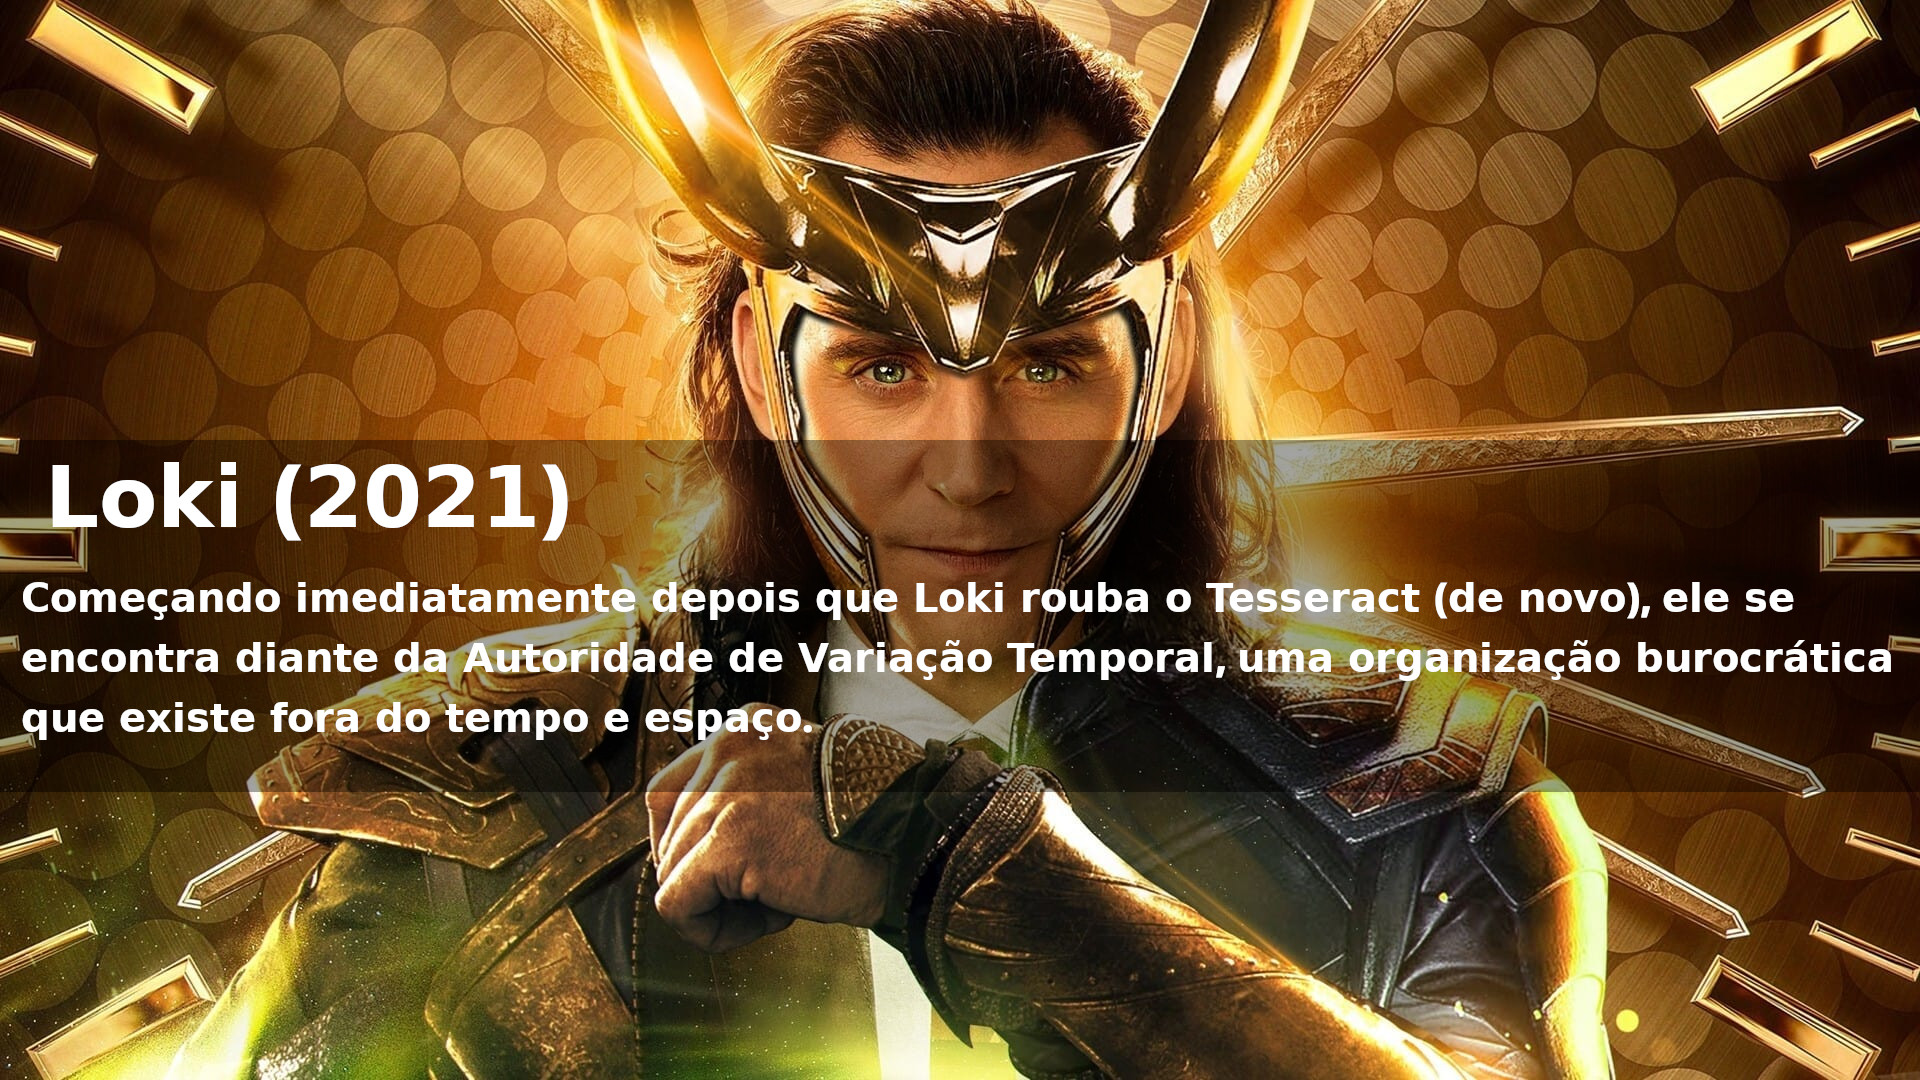 Loki (2021)
Começando imediatamente depois que Loki rouba o Tesseract (de novo), ele se
encontra diante da Autoridade de Variação Temporal, uma organização burocrática
que existe fora do tempo e espaço.